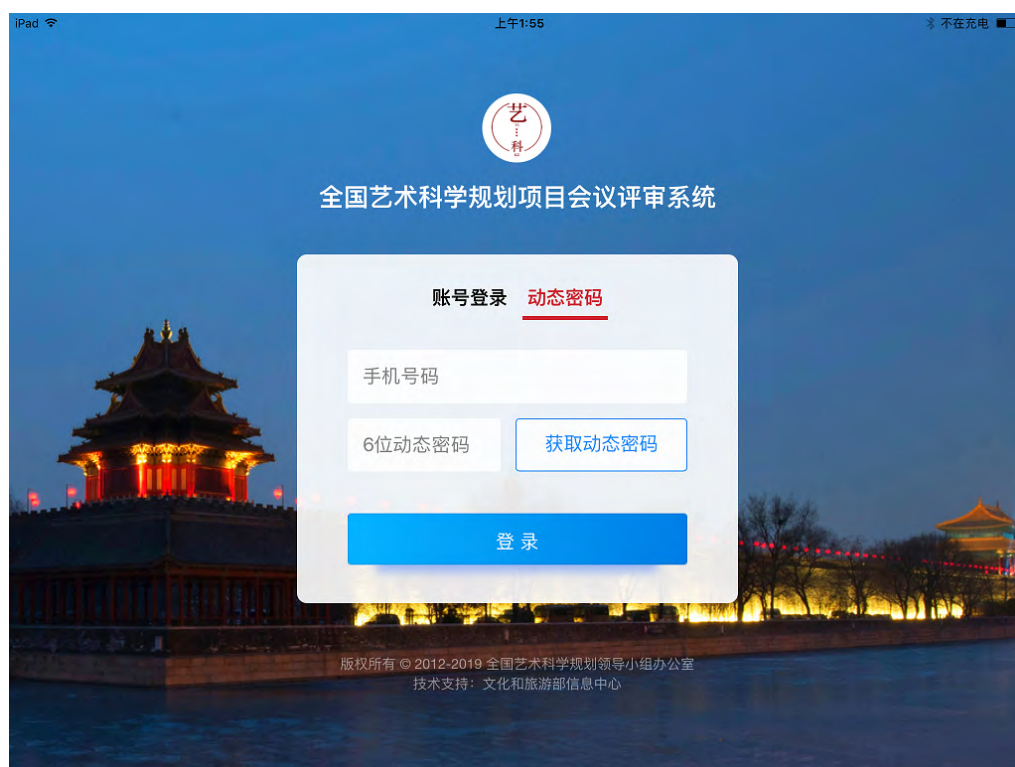 iPad 上午1:55 不在充电
艺
科
全国艺术科学规划项目会议评审系统
账号登录 动态密码
手机号码
6位动态密码 获取动态密码
登 录
版权所有 © 2012-2019 全国艺术科学规划领导小组办公室
技术支持：文化和旅游部信息中心